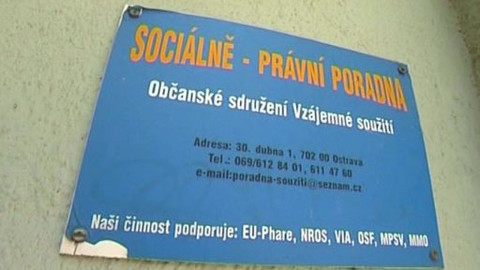 SOCIÁLNĚ - PRÁVNÍ PORADNA
Občanské sdružení Vzájemné soužití
Adresa: 30. dubna 1, 702 00 Ostrava
Tel.: 069/612 84 01, 611 47 60
e-mail:poradna-souziti@seznam.cz
Naši činnost podporuje: EU-Phare, NROS, VIA, OSF, MPSV, MMO